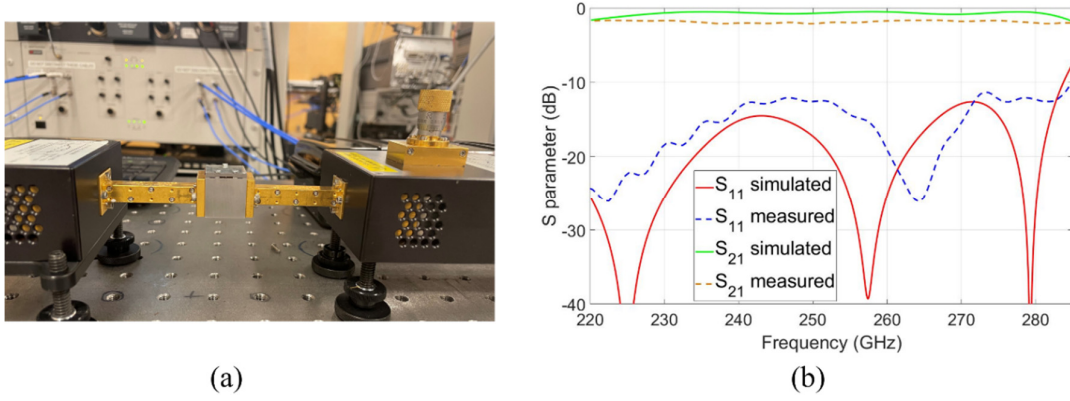 0
-10
-20
-30
-40
S parameter (dB)
S₁₁ simulated
S₁₁ measured
S₂₁ simulated
S₂₁ measured
220 230 240 250 260 270 280
Frequency (GHz)
(a) (b)